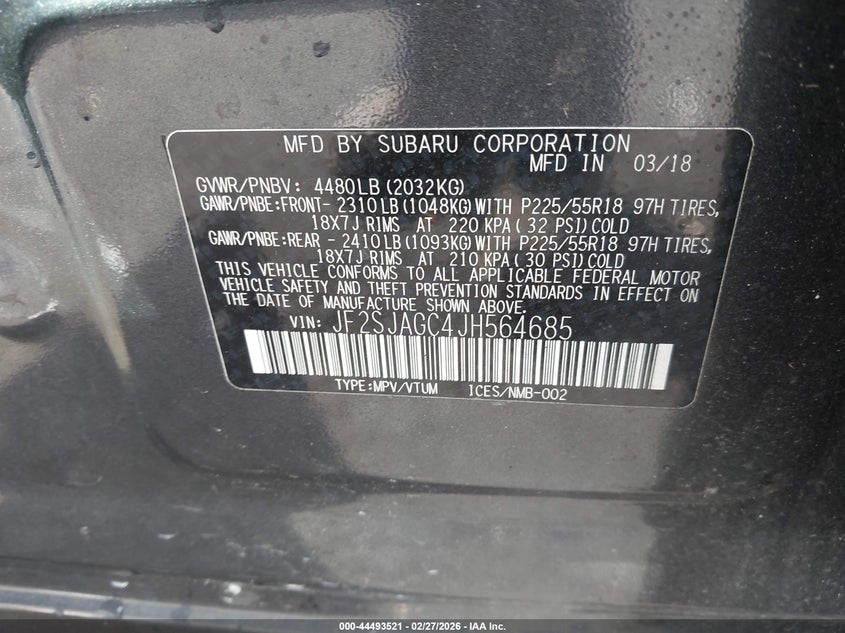 MFD BY SUBARU CORPORATION
MFD IN 03/18
GVWR/PNBV: 4480LB(2032KG)
GAWR/PNBE:FRONT- 2310LB(1048KG)WITH P225/55R18 97H TIRES,
18X7J RIMS AT 220 KPA( 32 PSI)COLD
GAWR/PNBE:REAR - 2410LB(1093KG)WITH P225/55R18 97H TIRES,
18X7J RIMS AT 210 KPA( 30 PSI)COLD
THIS VEHICLE CONFORMS TO ALL APPLICABLE FEDERAL MOTOR
VEHICLE SAFETY AND THEFT PREVENTION STANDARDS IN EFFECT ON
THE DATE OF MANUFACTURE SHOWN ABOVE.
VIN: JF2SJAGC4JH564685
TYPE:MPV/VTUM ICES/NMB-002
000-44493521 - 02/27/2026 - IAA Inc.